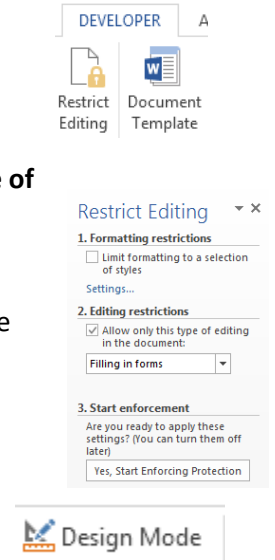 DEVELOPER A
Restrict Document
Editing Template
e of
Restrict Editing
1. Formatting restrictions
Limit formatting to a selection
of styles
Settings...
2. Editing restrictions
e
Allow only this type of editing
in the document:
Filling in forms
3. Start enforcement
Are you ready to apply these
settings? (You can turn them off
later)
Yes, Start Enforcing Protection
Design Mode